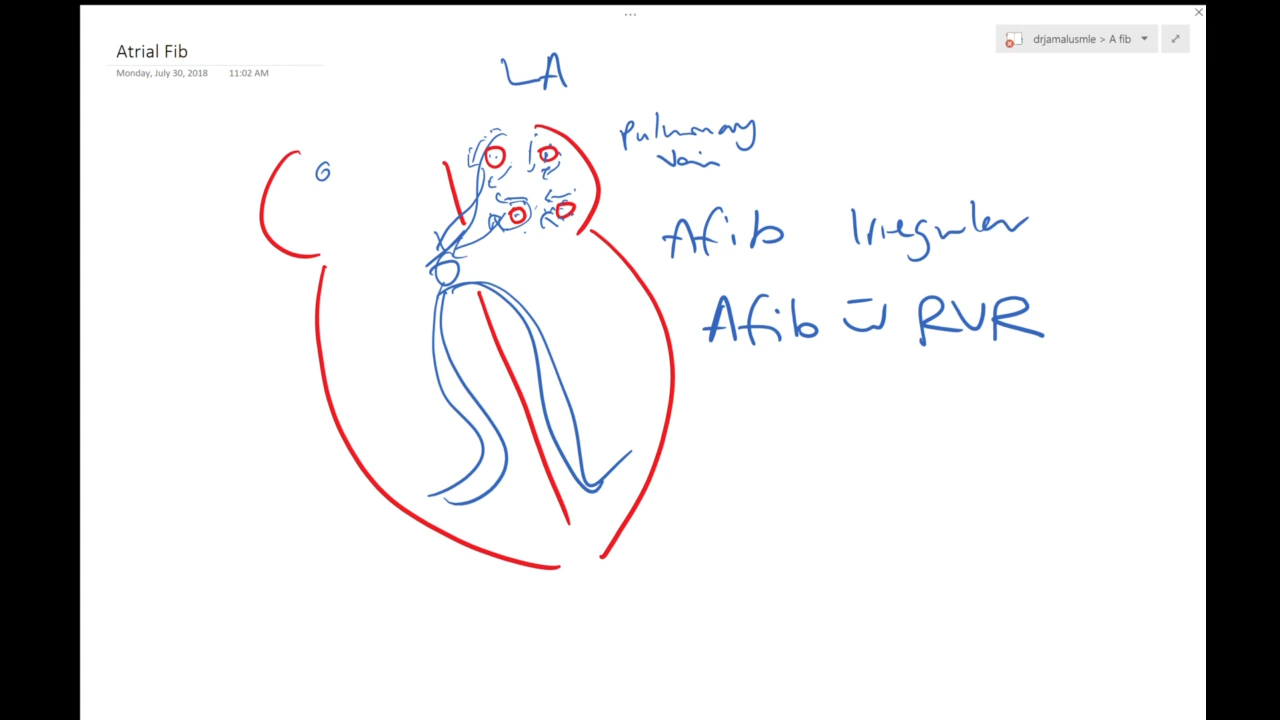 Atrial Fib
Monday, July 30, 2018 11:02 AM
drjamalusmle > A fib
LA
pulmonary
vein
Afib Irregular
Afib c̄ RVR